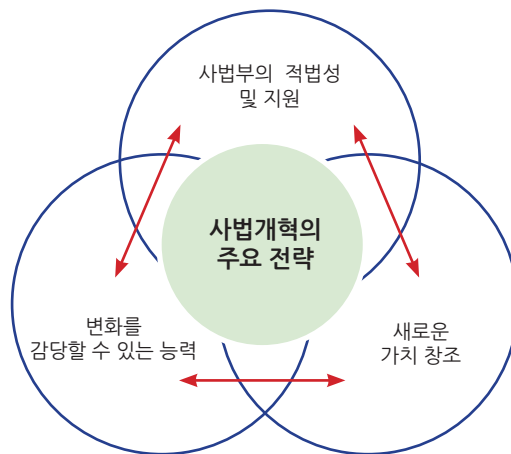 사법부의 적법성
및 지원
사법개혁의
주요 전략
변화를
감당할 수 있는 능력
새로운
가치 창조